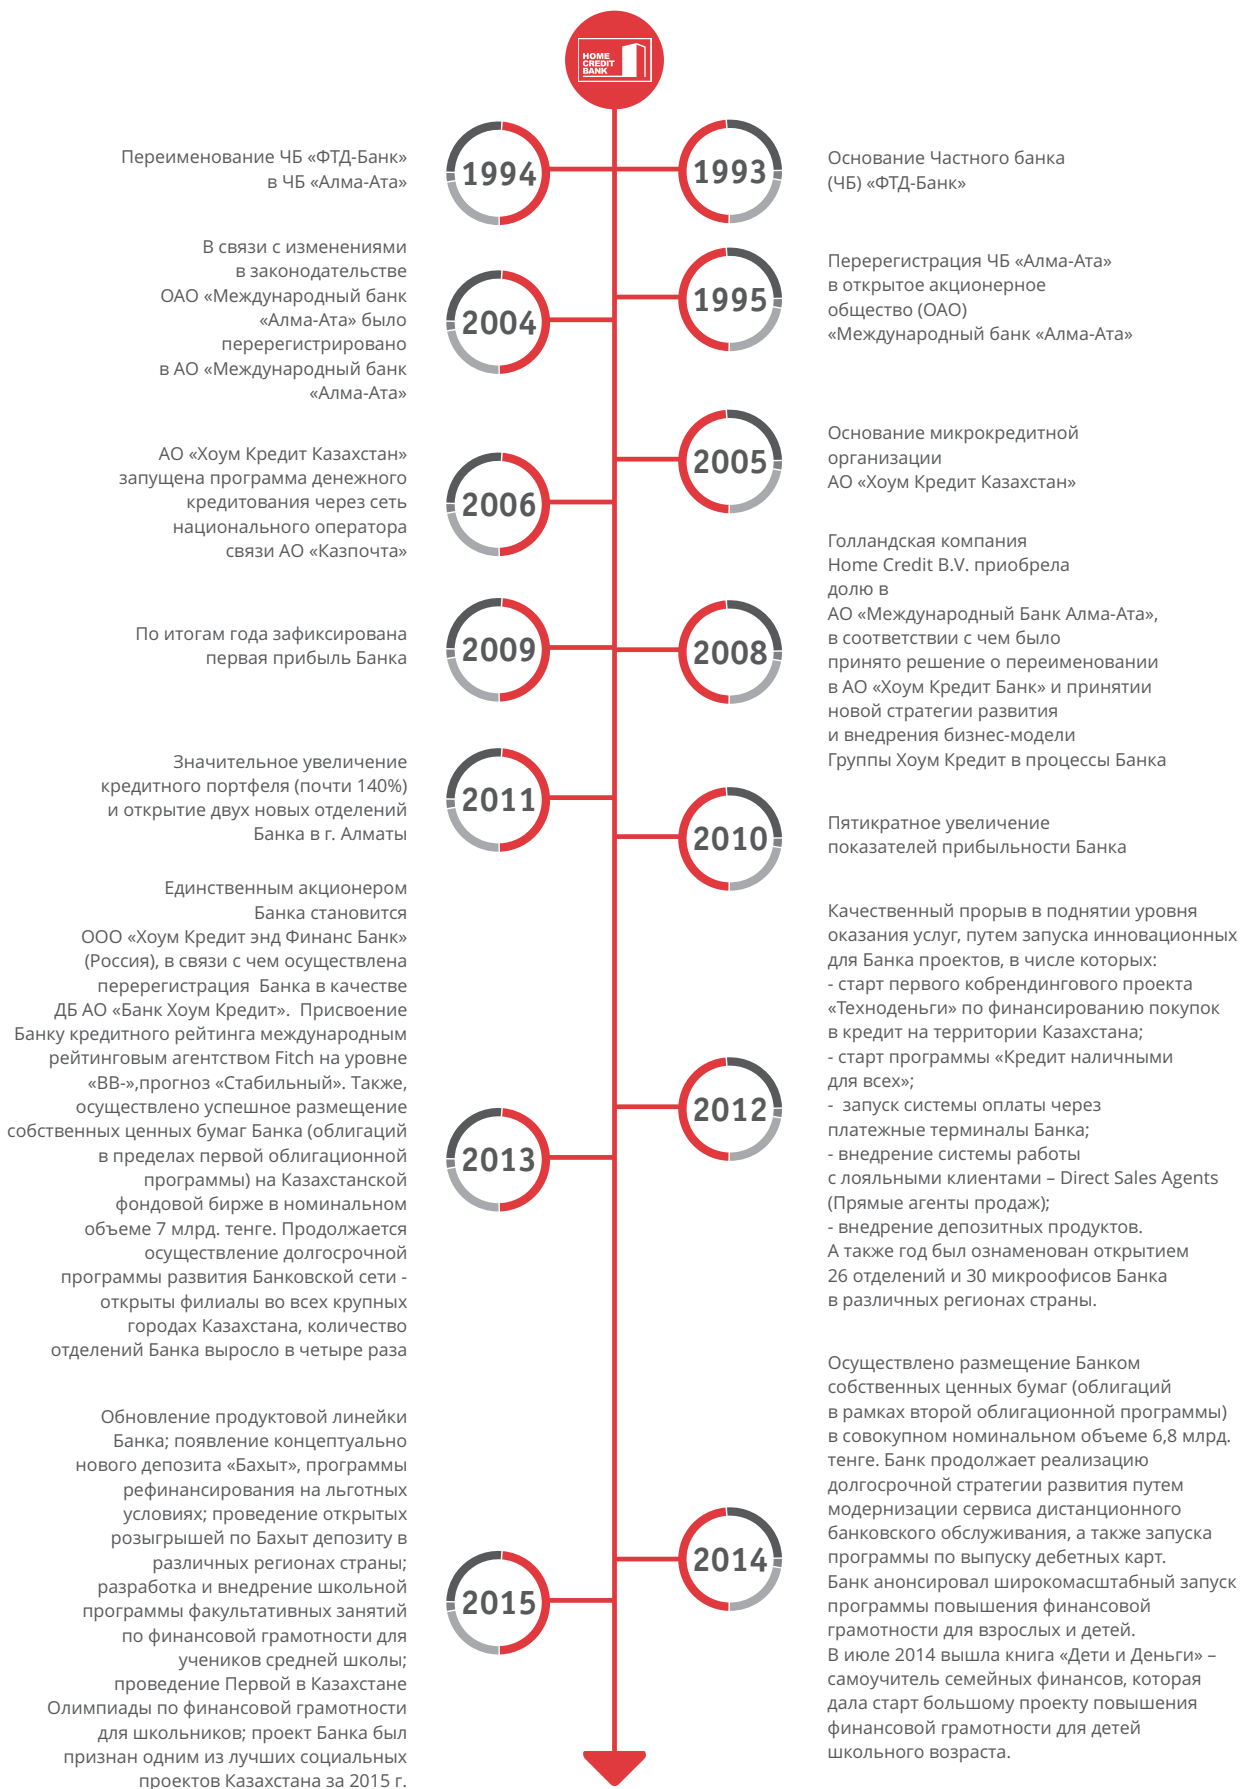 HOME
CREDIT
BANK
1993
Основание Частного банка
(ЧБ) «ФТД-Банк»
1994
Переименование ЧБ «ФТД-Банк»
в ЧБ «Алма-Ата»
1995
Перерегистрация ЧБ «Алма-Ата»
в открытое акционерное
общество (ОАО)
«Международный банк «Алма-Ата»
2004
В связи с изменениями
в законодательстве
ОАО «Международный банк
«Алма-Ата» было
перерегистрировано
в АО «Международный банк
«Алма-Ата»
2005
Основание микрокредитной
организации
АО «Хоум Кредит Казахстан»
2006
АО «Хоум Кредит Казахстан»
запущена программа денежного
кредитования через сеть
национального оператора
связи АО «Казпочта»
2008
Голландская компания
Home Credit B.V. приобрела
долю в
АО «Международный Банк Алма-Ата»,
в соответствии с чем было
принято решение о переименовании
в АО «Хоум Кредит Банк» и принятии
новой стратегии развития
и внедрения бизнес-модели
Группы Хоум Кредит в процессы Банка
2009
По итогам года зафиксирована
первая прибыль Банка
2010
Пятикратное увеличение
показателей прибыльности Банка
2011
Значительное увеличение
кредитного портфеля (почти 140%)
и открытие двух новых отделений
Банка в г. Алматы
2012
Качественный прорыв в поднятии уровня
оказания услуг, путем запуска инновационных
для Банка проектов, в числе которых:
- старт первого кобрендингового проекта
«Техноденьги» по финансированию покупок
в кредит на территории Казахстана;
- старт программы «Кредит наличными
для всех»;
- запуск системы оплаты через
платежные терминалы Банка;
- внедрение системы работы
с лояльными клиентами – Direct Sales Agents
(Прямые агенты продаж);
- внедрение депозитных продуктов.
А также год был ознаменован открытием
26 отделений и 30 микроофисов Банка
в различных регионах страны.
2013
Единственным акционером
Банка становится
ООО «Хоум Кредит энд Финанс Банк»
(Россия), в связи с чем осуществлена
перерегистрация Банка в качестве
ДБ АО «Банк Хоум Кредит». Присвоение
Банку кредитного рейтинга международным
рейтинговым агентством Fitch на уровне
«BB-»,прогноз «Стабильный». Также,
осуществлено успешное размещение
собственных ценных бумаг Банка (облигаций
в пределах первой облигационной
программы) на Казахстанской
фондовой бирже в номинальном
объеме 7 млрд. тенге. Продолжается
осуществление долгосрочной
программы развития Банковской сети -
открыты филиалы во всех крупных
городах Казахстана, количество
отделений Банка выросло в четыре раза
2014
Осуществлено размещение Банком
собственных ценных бумаг (облигаций
в рамках второй облигационной программы)
в совокупном номинальном объеме 6,8 млрд.
тенге. Банк продолжает реализацию
долгосрочной стратегии развития путем
модернизации сервиса дистанционного
банковского обслуживания, а также запуска
программы по выпуску дебетных карт.
Банк анонсировал широкомасштабный запуск
программы повышения финансовой
грамотности для взрослых и детей.
В июле 2014 вышла книга «Дети и Деньги» –
самоучитель семейных финансов, которая
дала старт большому проекту повышения
финансовой грамотности для детей
школьного возраста.
2015
Обновление продуктовой линейки
Банка; появление концептуально
нового депозита «Бахыт», программы
рефинансирования на льготных
условиях; проведение открытых
розыгрышей по Бахыт депозиту в
различных регионах страны;
разработка и внедрение школьной
программы факультативных занятий
по финансовой грамотности для
учеников средней школы;
проведение Первой в Казахстане
Олимпиады по финансовой грамотности
для школьников; проект Банка был
признан одним из лучших социальных
проектов Казахстана за 2015 г.